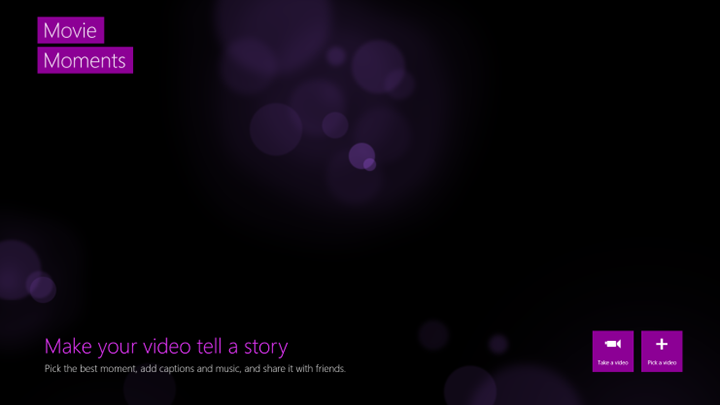 Movie
Moments
Make your video tell a story
Pick the best moment, add captions and music, and share it with friends.
Take a video
Pick a video